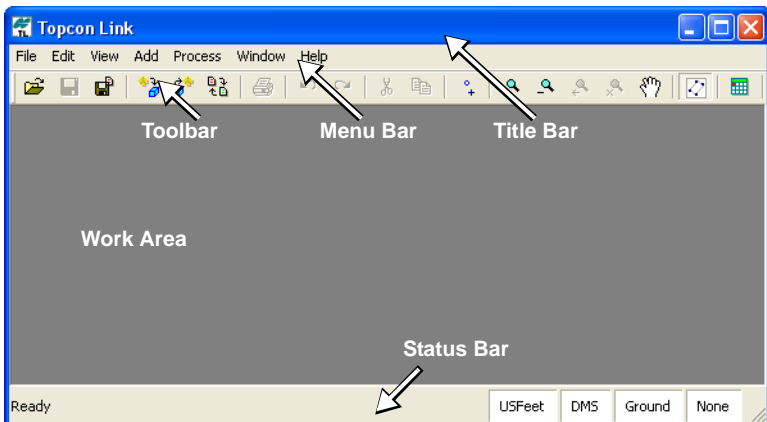 TL Topcon Link
File Edit View Add Process Window Help
Toolbar Menu Bar Title Bar
Work Area
Status Bar
Ready USFeet DMS Ground None